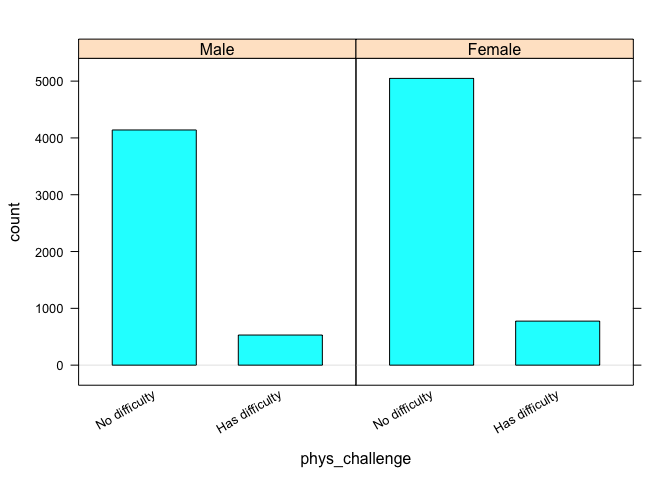 Male Female
5000
4000
3000
2000
1000
0
count
No difficulty Has difficulty No difficulty Has difficulty
phys_challenge